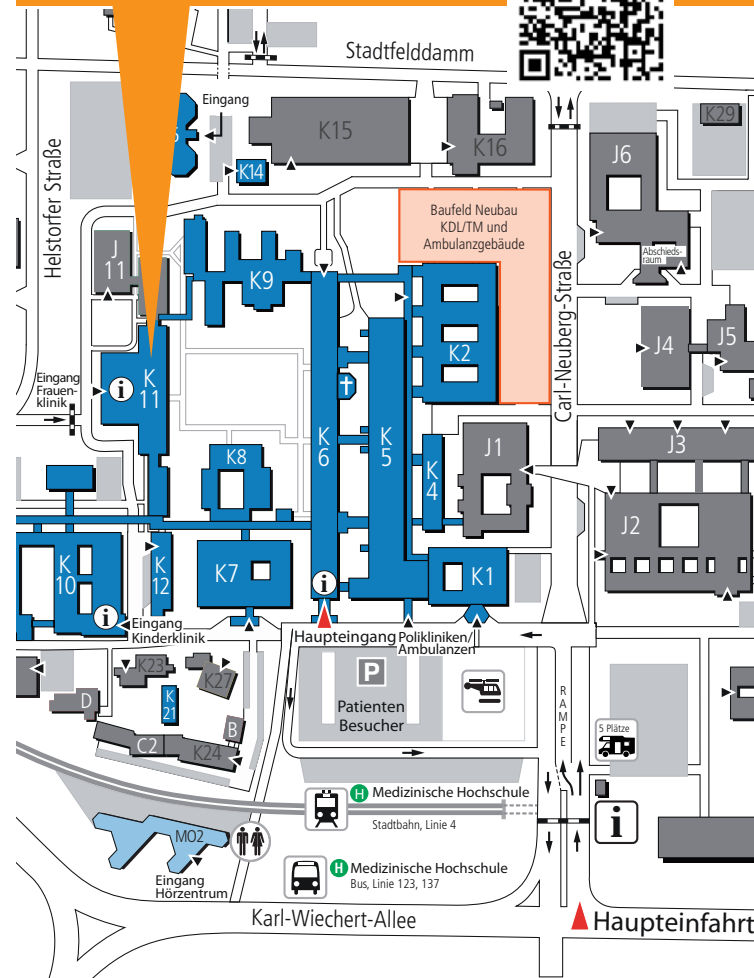 Stadtfelddamm
Eingang
K15
K16
K29
J6
K14
Helstorfer Straße
Baufeld Neubau
KDL/TM und
Ambulanzgebäude
Abschieds-
raum
J
11
K9
Carl-Neuberg-Straße
K2
J4
J5
Eingang
Frauen-
klinik
i
K
11
K
6
K
5
K8
K
4
J1
J3
J2
K
10
K
12
K7
K1
i
i
Eingang
Kinderklinik
Haupteingang
Polikliniken/
Ambulanzen
K23
K27
P
Patienten
Besucher
RAMPE
D
K
21
B
C2
K24
5 Plätze
H Medizinische Hochschule
Stadtbahn, Linie 4
i
MO2
Eingang
Hörzentrum
H Medizinische Hochschule
Bus, Linie 123, 137
Karl-Wiechert-Allee
Haupteinfahrt